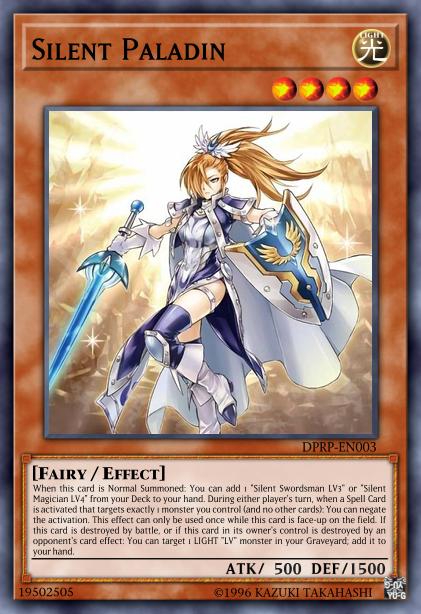 Silent Paladin
LIGHT
光
DPRP-EN003
[Fairy / Effect]
When this card is Normal Summoned: You can add 1 "Silent Swordsman LV3" or "Silent
Magician LV4" from your Deck to your hand. During either player's turn, when a Spell Card
is activated that targets exactly 1 monster you control (and no other cards): You can negate
the activation. This effect can only be used once while this card is face-up on the field. If
this card is destroyed by battle, or if this card in its owner's control is destroyed by an
opponent's card effect: You can target 1 LIGHT "LV" monster in your Graveyard; add it to
your hand.
ATK/ 500 DEF/1500
19502505
©1996 KAZUKI TAKAHASHI